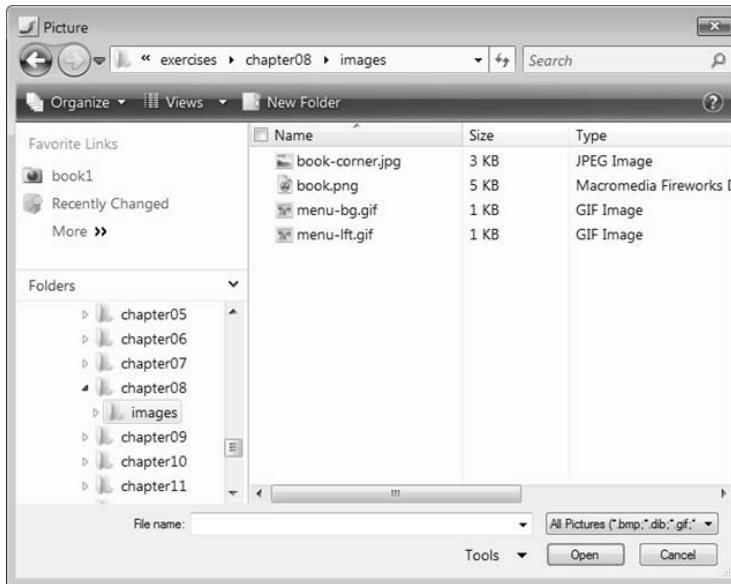 Picture
« exercises chapter08 images Search
Organize Views New Folder
Favorite Links
book1
Recently Changed
More »
Folders
chapter05
chapter06
chapter07
chapter08
images
chapter09
chapter10
chapter11
Name Size Type
book-corner.jpg 3 KB JPEG Image
book.png 5 KB Macromedia Fireworks D
menu-bg.gif 1 KB GIF Image
menu-lft.gif 1 KB GIF Image
File name: All Pictures (*.bmp;*.dib;*.gif;*
Tools Open Cancel